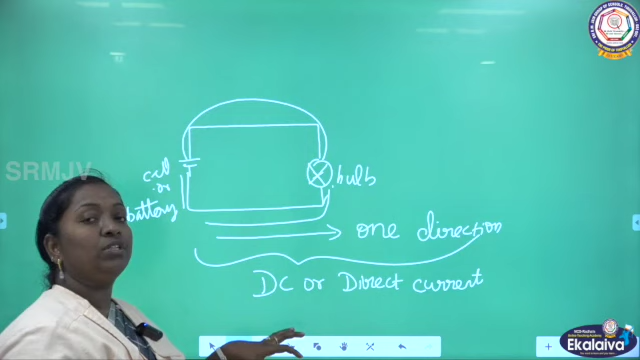 SRMJV
cell
or
battery
bulb
one direction
DC or Direct current
Ekalaiva